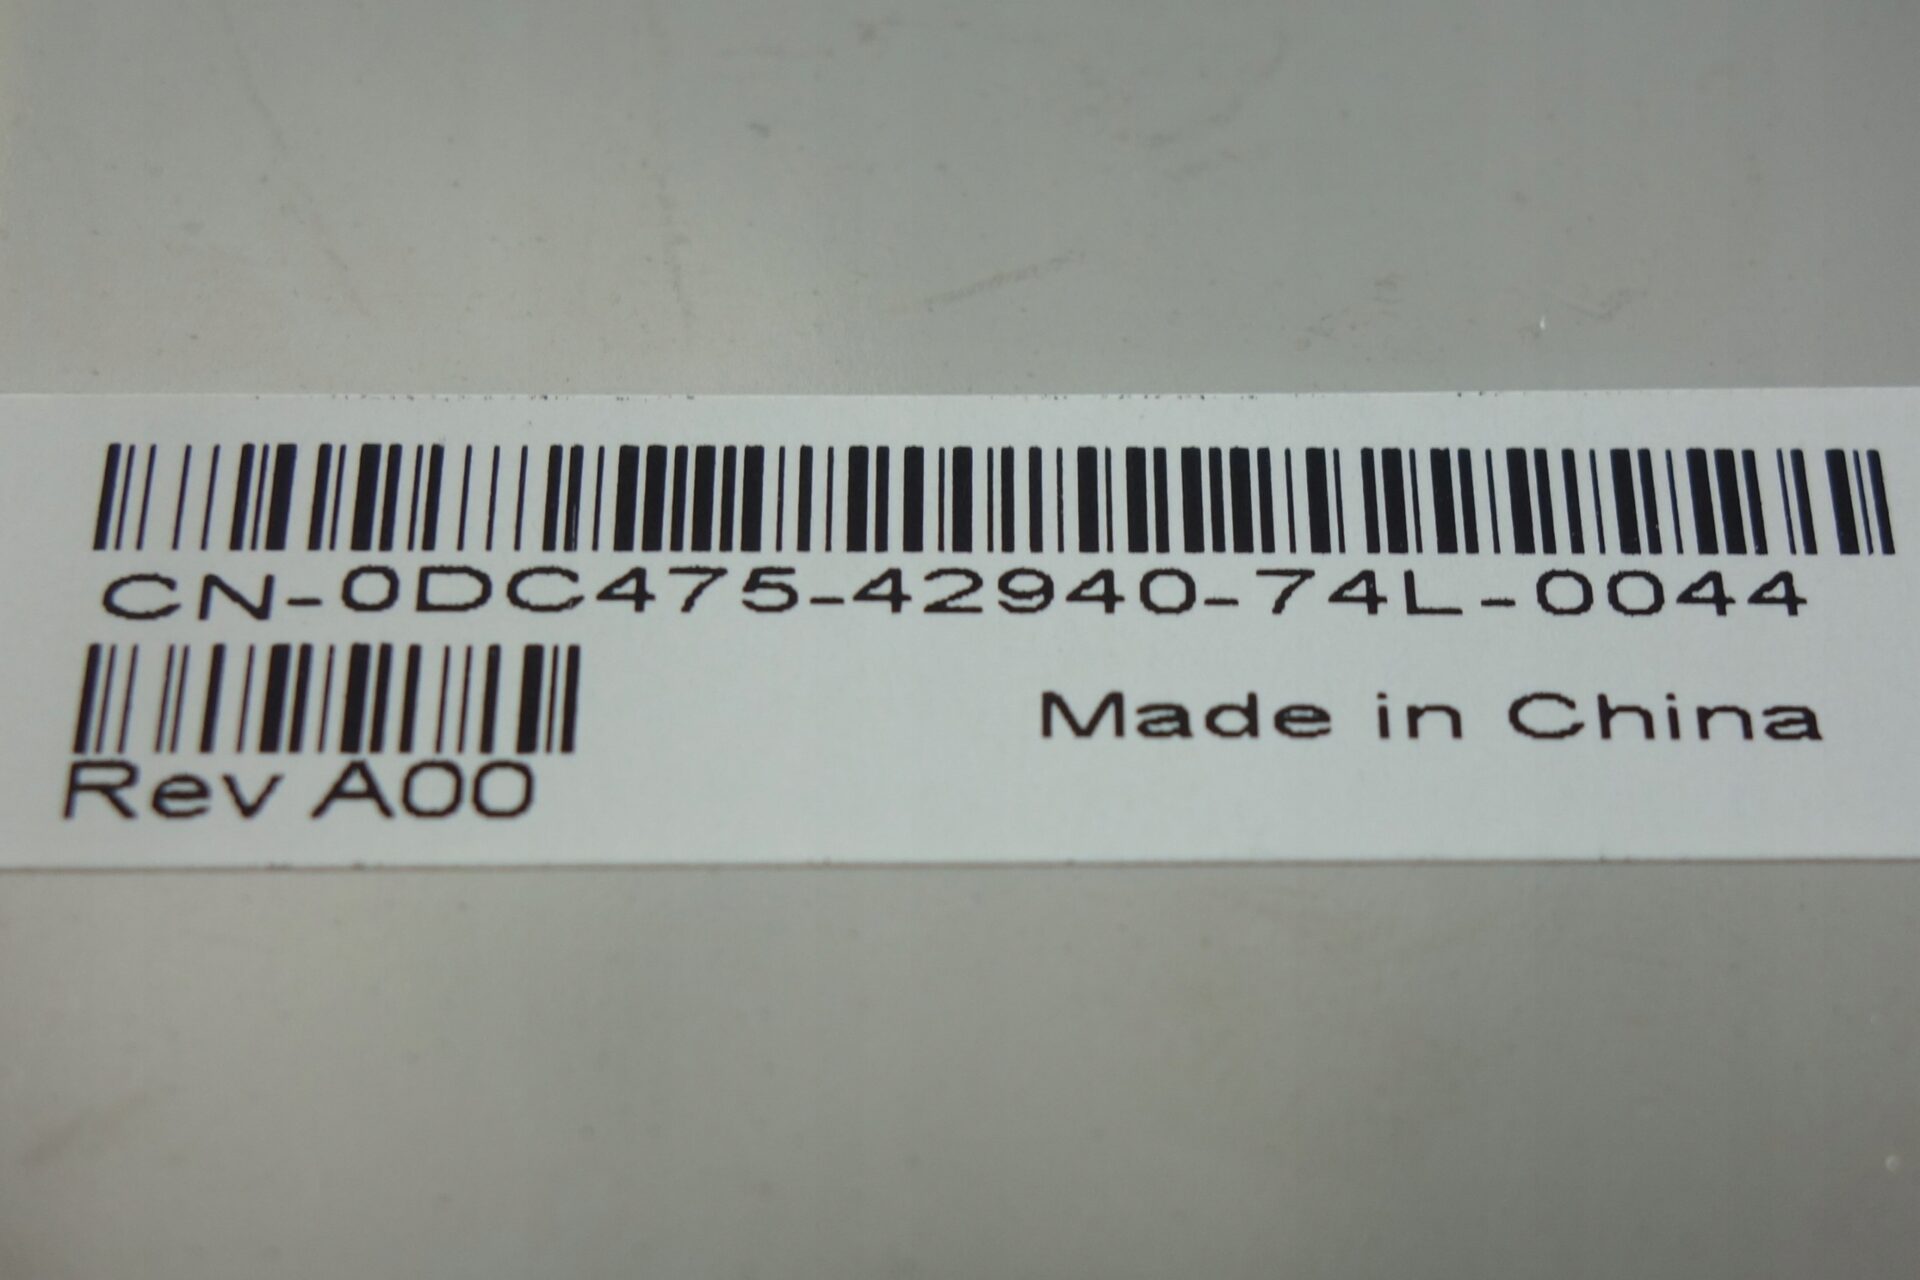 CN-0DC475-42940-74L-0044
Made in China
Rev A00